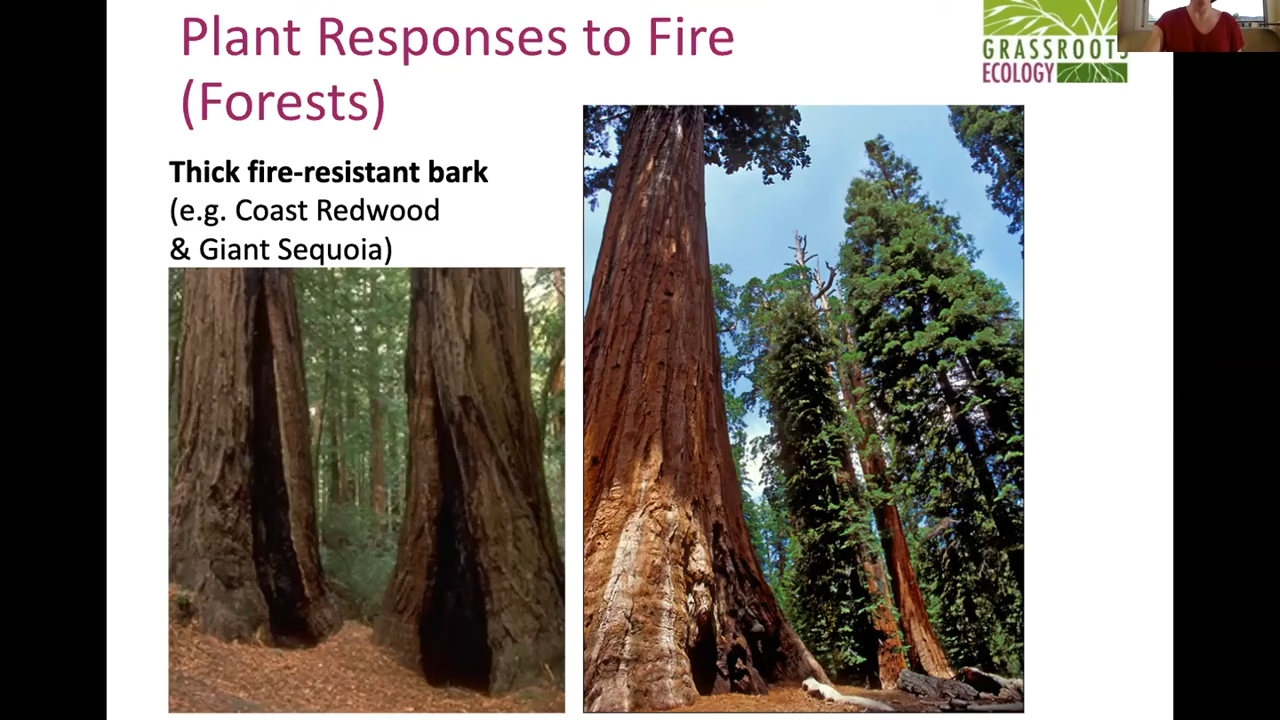 Plant Responses to Fire
(Forests)
GRASSROOTS
ECOLOGY
Thick fire-resistant bark
(e.g. Coast Redwood
& Giant Sequoia)